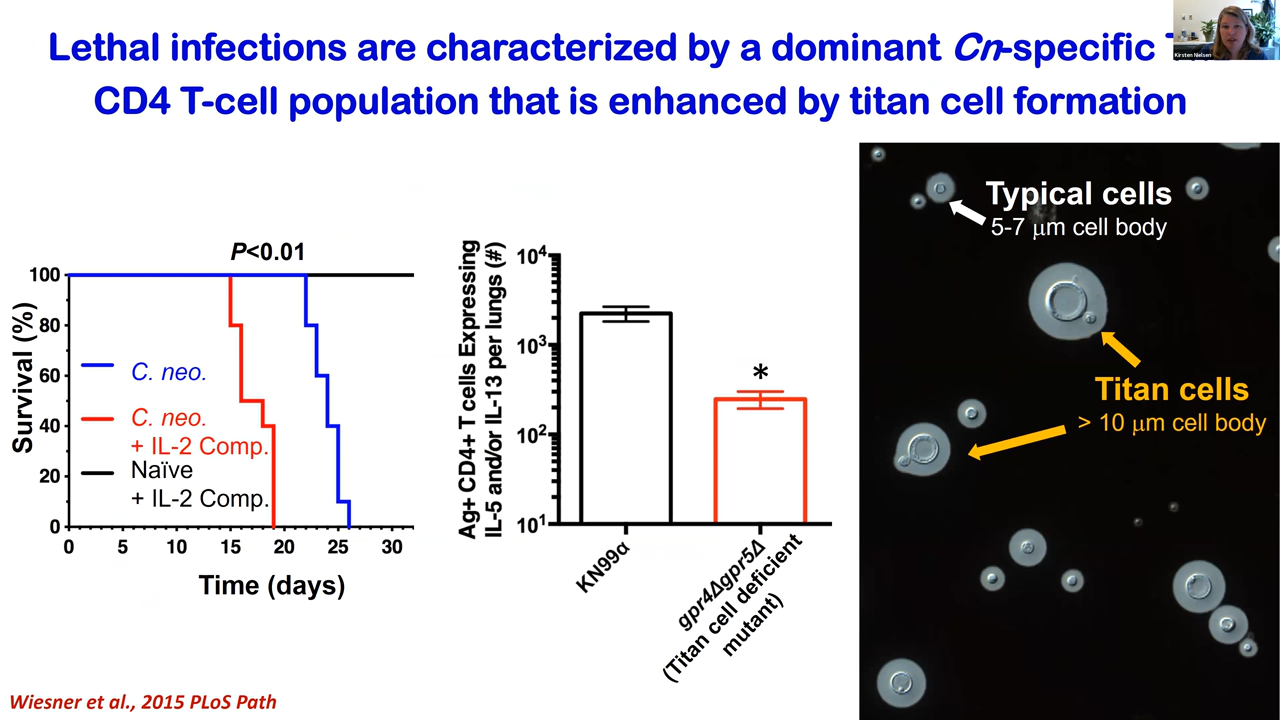 Lethal infections are characterized by a dominant Cn-specific
CD4 T-cell population that is enhanced by titan cell formation
Kirsten Nielsen
P<0.01
Survival (%)
100
80
60
40
20
0
C. neo.
C. neo.
+ IL-2 Comp.
Naïve
+ IL-2 Comp.
0 5 10 15 20 25 30
Time (days)
Ag+ CD4+ T cells Expressing
IL-5 and/or IL-13 per lungs (#)
10⁴
10³
10²
10¹
*
KN99α
gpr4Δgpr5Δ
(Titan cell deficient
mutant)
Typical cells
5-7 μm cell body
Titan cells
> 10 μm cell body
Wiesner et al., 2015 PLoS Path